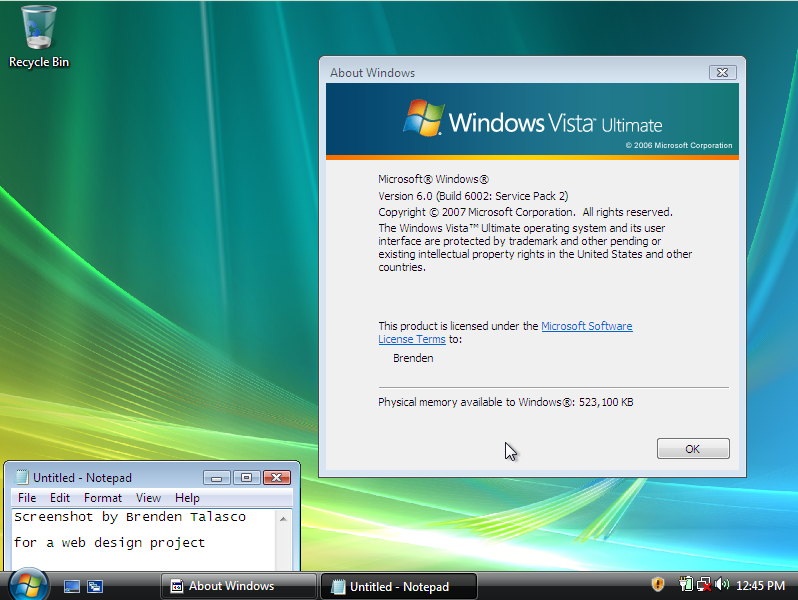 Recycle Bin
About Windows
Windows Vista™ Ultimate
© 2006 Microsoft Corporation
Microsoft® Windows®
Version 6.0 (Build 6002: Service Pack 2)
Copyright © 2007 Microsoft Corporation. All rights reserved.
The Windows Vista™ Ultimate operating system and its user
interface are protected by trademark and other pending or
existing intellectual property rights in the United States and other
countries.
This product is licensed under the Microsoft Software
License Terms to:
Brenden
Physical memory available to Windows®: 523,100 KB
OK
Untitled - Notepad
File Edit Format View Help
Screenshot by Brenden Talasco
for a web design project
About Windows
Untitled - Notepad
12:45 PM